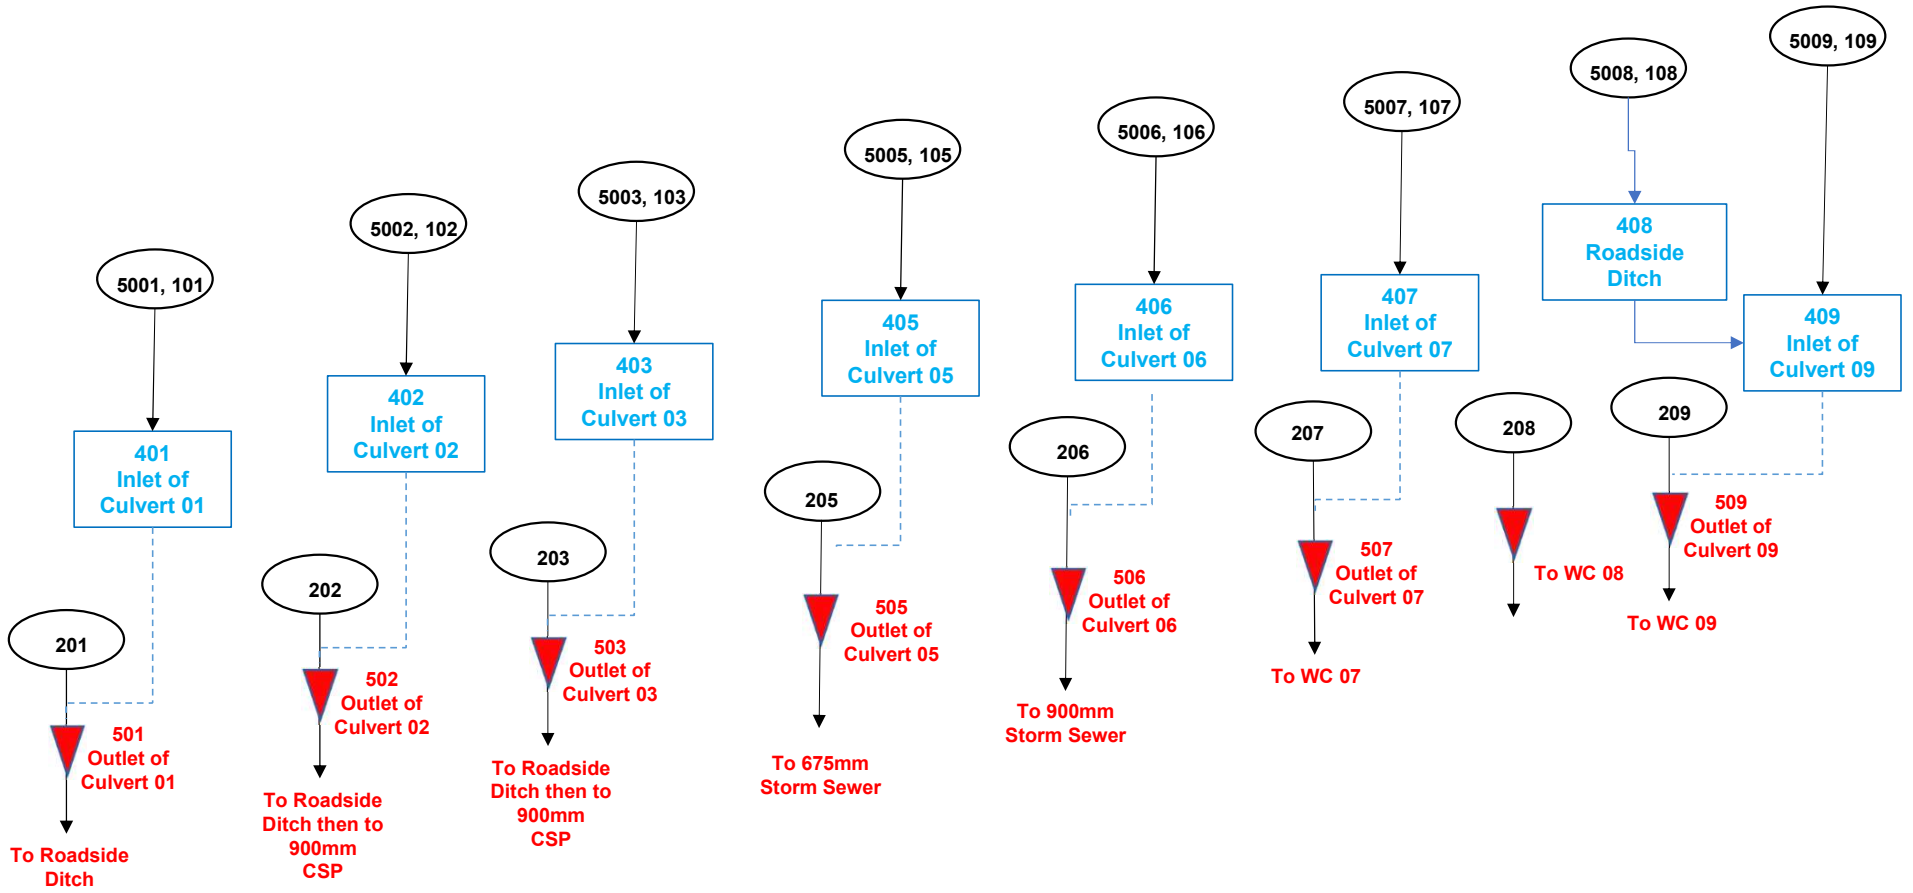 5001, 101
401
Inlet of
Culvert 01
201
501
Outlet of
Culvert 01
To Roadside
Ditch
5002, 102
402
Inlet of
Culvert 02
202
502
Outlet of
Culvert 02
To Roadside
Ditch then to
900mm
CSP
5003, 103
403
Inlet of
Culvert 03
203
503
Outlet of
Culvert 03
To Roadside
Ditch then to
900mm
CSP
5005, 105
405
Inlet of
Culvert 05
205
505
Outlet of
Culvert 05
To 675mm
Storm Sewer
5006, 106
406
Inlet of
Culvert 06
206
506
Outlet of
Culvert 06
To 900mm
Storm Sewer
5007, 107
407
Inlet of
Culvert 07
207
507
Outlet of
Culvert 07
To WC 07
5008, 108
408
Roadside
Ditch
208
To WC 08
5009, 109
409
Inlet of
Culvert 09
209
509
Outlet of
Culvert 09
To WC 09